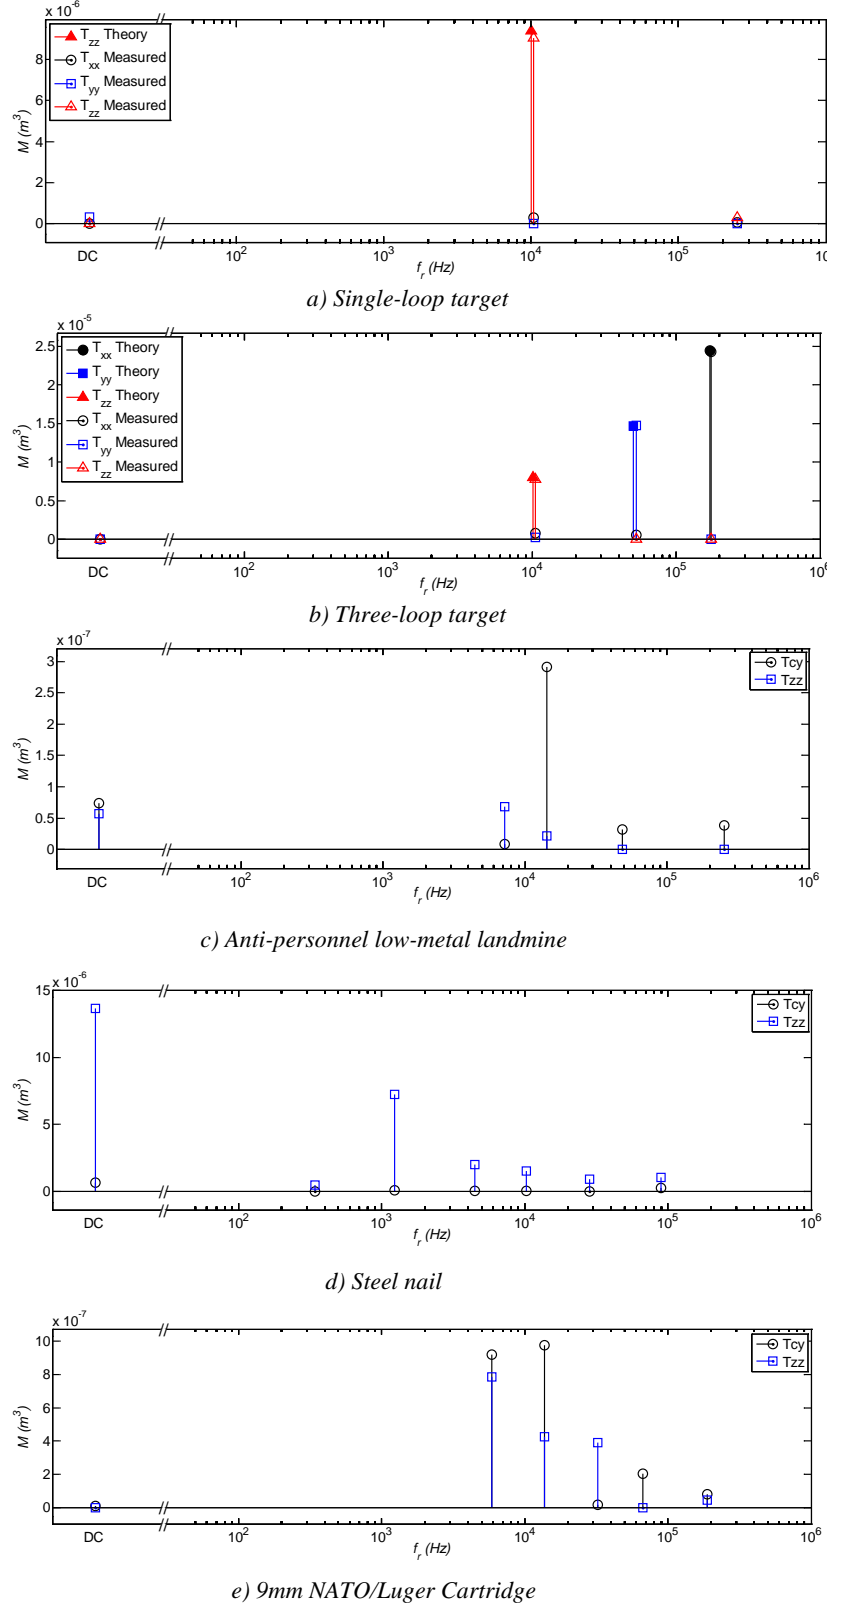 x 10^-6
T_zz Theory
T_xx Measured
T_yy Measured
T_zz Measured
8
6
4
2
0
M (m^3)
DC
10^2
10^3
10^4
10^5
10
f_r (Hz)
a) Single-loop target
x 10^-5
T_xx Theory
T_yy Theory
T_zz Theory
T_xx Measured
T_yy Measured
T_zz Measured
2.5
2
1.5
1
0.5
0
M (m^3)
DC
10^2
10^3
10^4
10^5
10^6
f_r (Hz)
b) Three-loop target
x 10^-7
Tcy
Tzz
3
2.5
2
1.5
1
0.5
0
M (m^3)
DC
10^2
10^3
10^4
10^5
10^6
f_r (Hz)
c) Anti-personnel low-metal landmine
x 10^-6
Tcy
Tzz
15
10
5
0
M (m^3)
DC
10^2
10^3
10^4
10^5
10^6
f_r (Hz)
d) Steel nail
x 10^-7
Tcy
Tzz
10
8
6
4
2
0
M (m^3)
DC
10^2
10^3
10^4
10^5
10^6
f_r (Hz)
e) 9mm NATO/Luger Cartridge